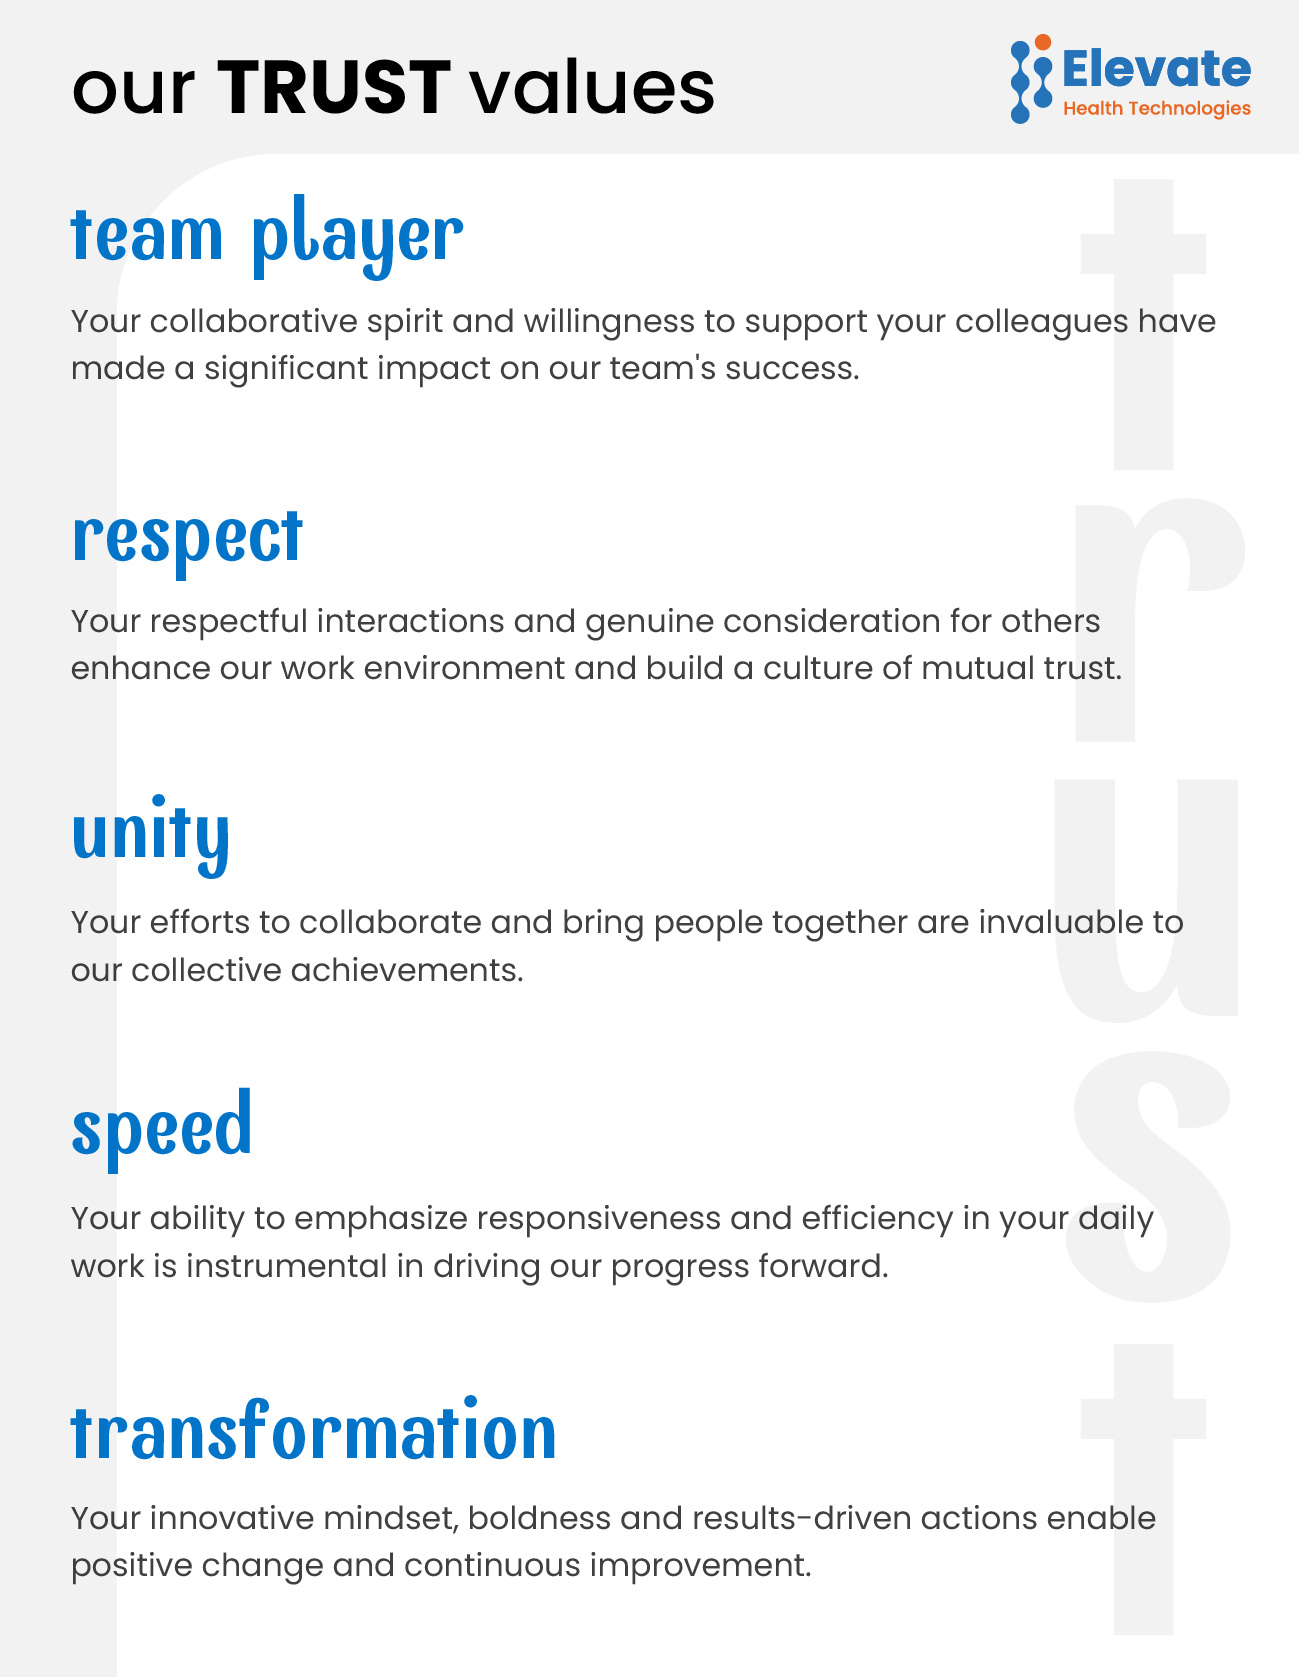 our TRUST values
Elevate
Health Technologies
team player
Your collaborative spirit and willingness to support your colleagues have
made a significant impact on our team's success.
respect
Your respectful interactions and genuine consideration for others
enhance our work environment and build a culture of mutual trust.
unity
Your efforts to collaborate and bring people together are invaluable to
our collective achievements.
speed
Your ability to emphasize responsiveness and efficiency in your daily
work is instrumental in driving our progress forward.
transformation
Your innovative mindset, boldness and results-driven actions enable
positive change and continuous improvement.
t
r
u
s
t